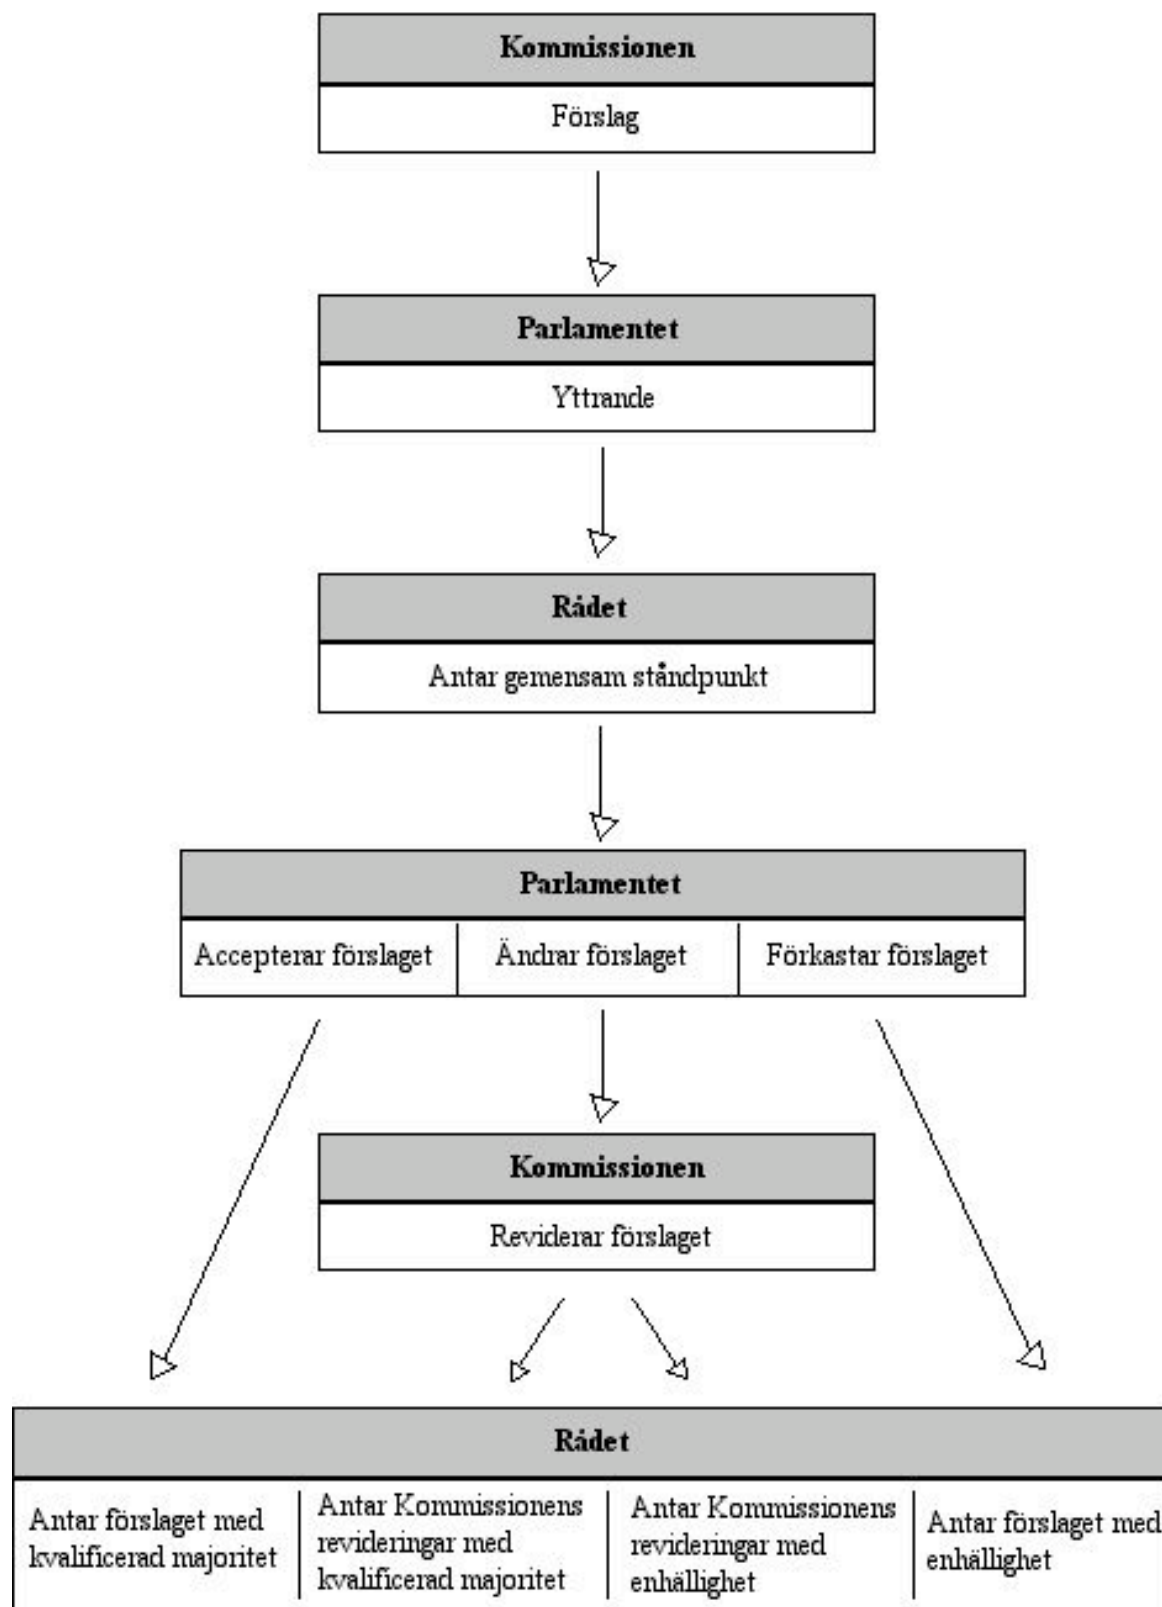 Kommissionen
Förslag
Parlamentet
Yttrande
Rådet
Antar gemensam ståndpunkt
Parlamentet
Accepterar förslaget
Ändrar förslaget
Förkastar förslaget
Kommissionen
Reviderar förslaget
Rådet
Antar förslaget med
kvalificerad majoritet
Antar Kommissionens
revideringar med
kvalificerad majoritet
Antar Kommissionens
revideringar med
enhällighet
Antar förslaget med
enhällighet